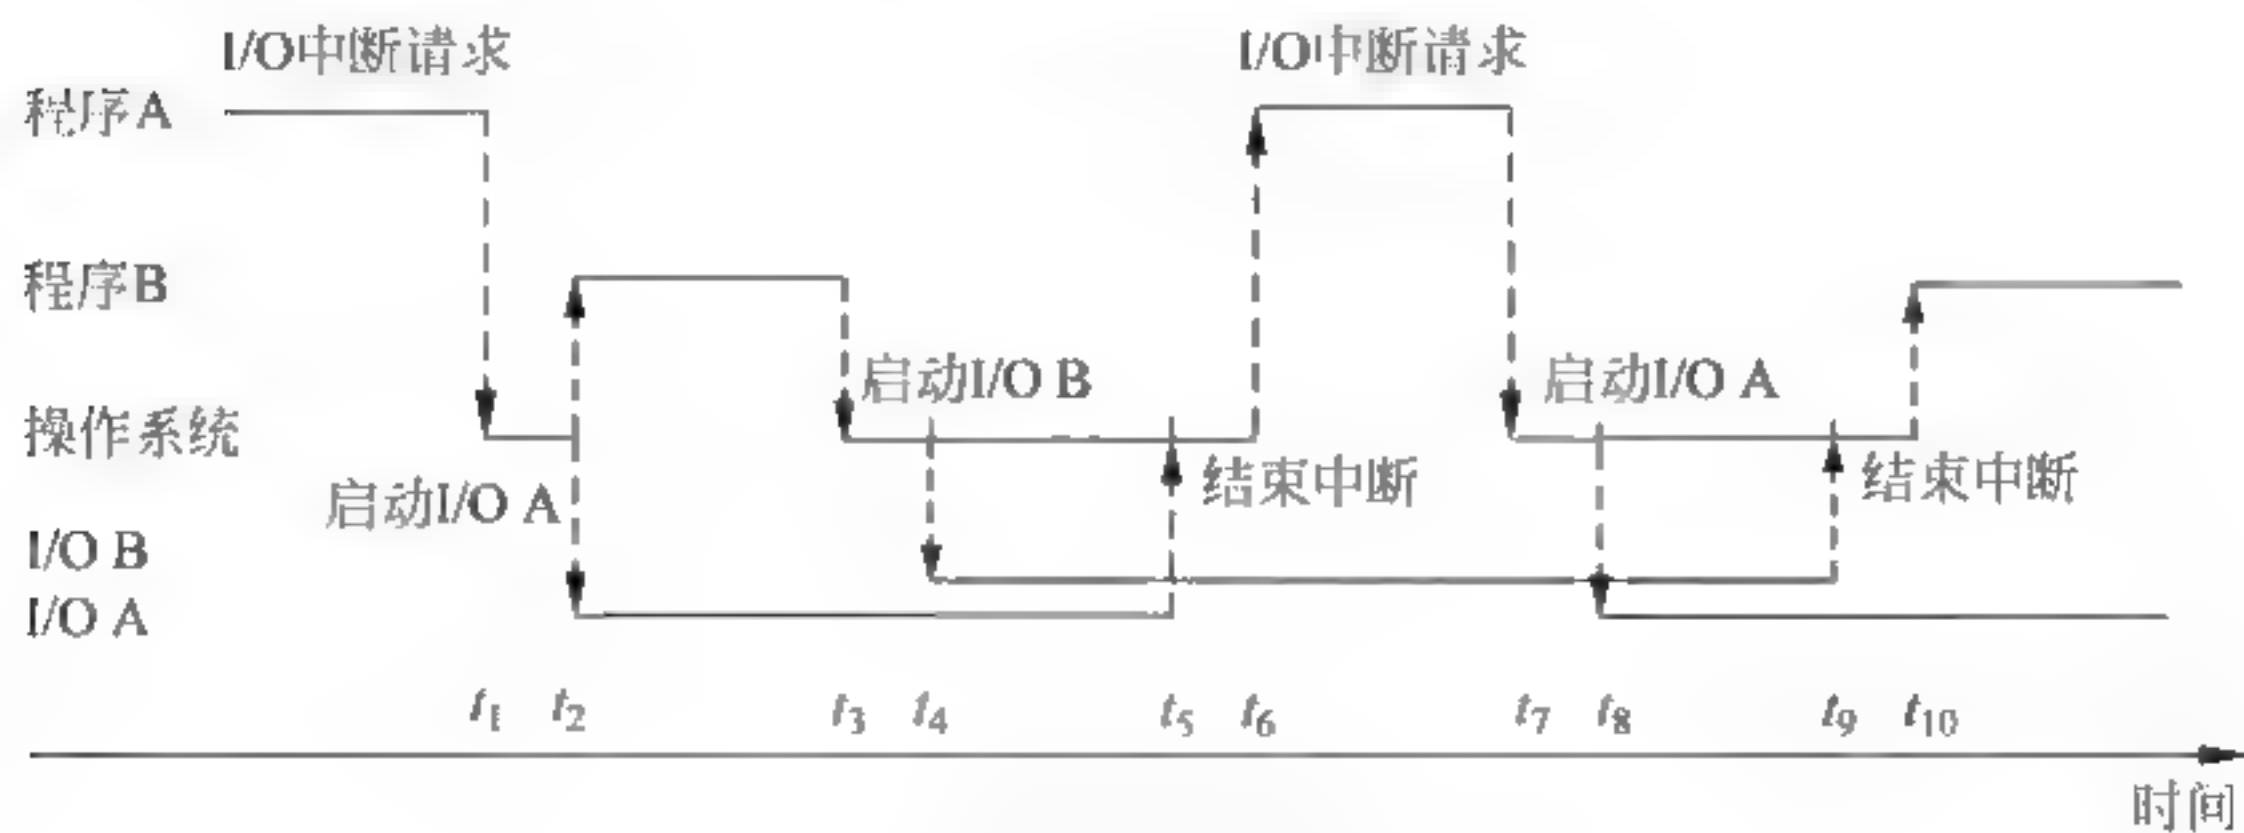 I/O中断请求
I/O中断请求
程序A
程序B
启动I/O B
启动I/O A
操作系统
结束中断
结束中断
启动I/O A
I/O B
I/O A
t1 t2 t3 t4 t5 t6 t7 t8 t9 t10
时间